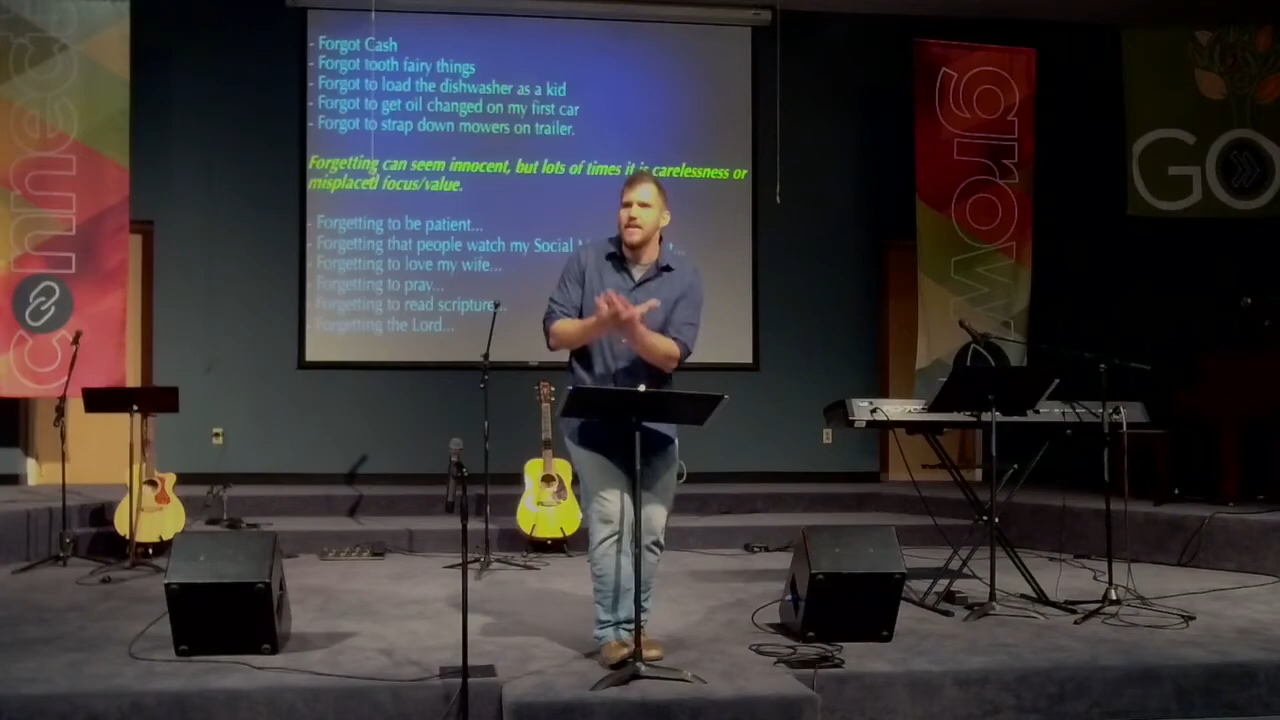 - Forgot Cash
- Forgot tooth fairy things
- Forgot to load the dishwasher as a kid
- Forgot to get oil changed on my first car
- Forgot to strap down mowers on trailer.
Forgetting can seem innocent, but lots of times it is carelessness or
misplaced focus/value.
- Forgetting to be patient...
- Forgetting that people watch my Social
- Forgetting to love my wife...
- Forgetting to pray...
- Forgetting to read scripture...
- Forgetting the Lord...
connect
grow
GO